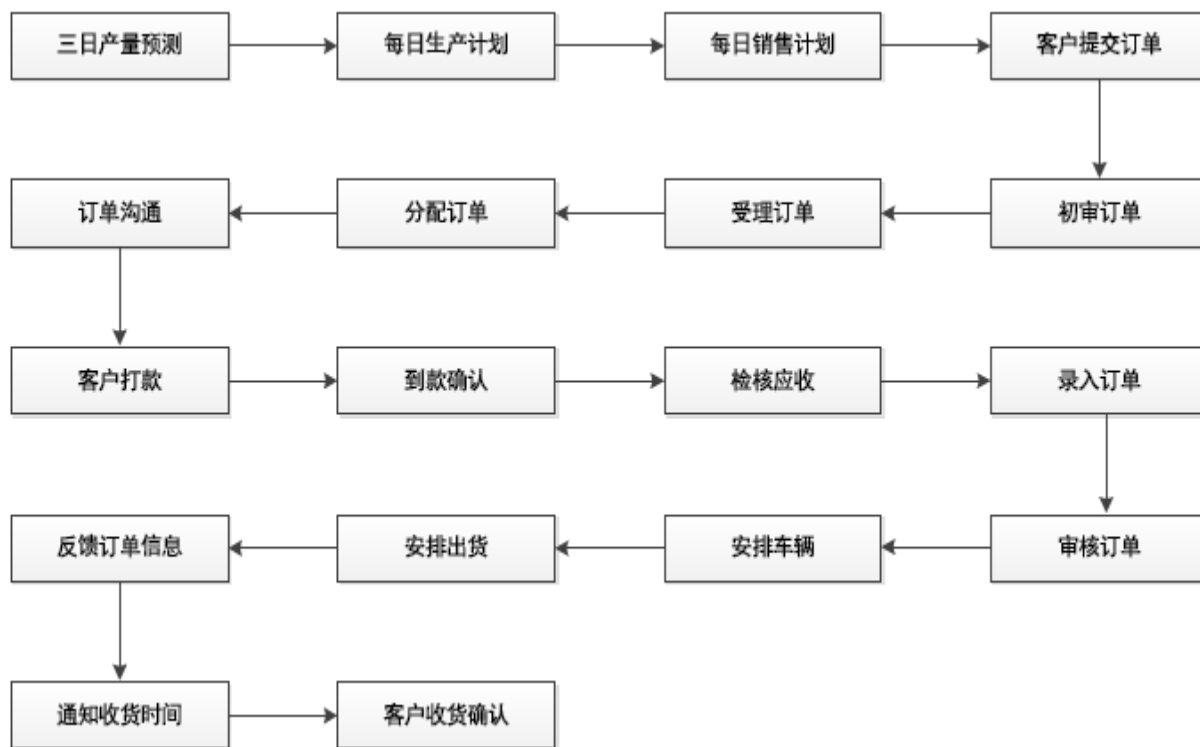 三日产量预测
每日生产计划
每日销售计划
客户提交订单
初审订单
受理订单
分配订单
订单沟通
客户打款
到款确认
检核应收
录入订单
审核订单
安排车辆
安排出货
反馈订单信息
通知收货时间
客户收货确认